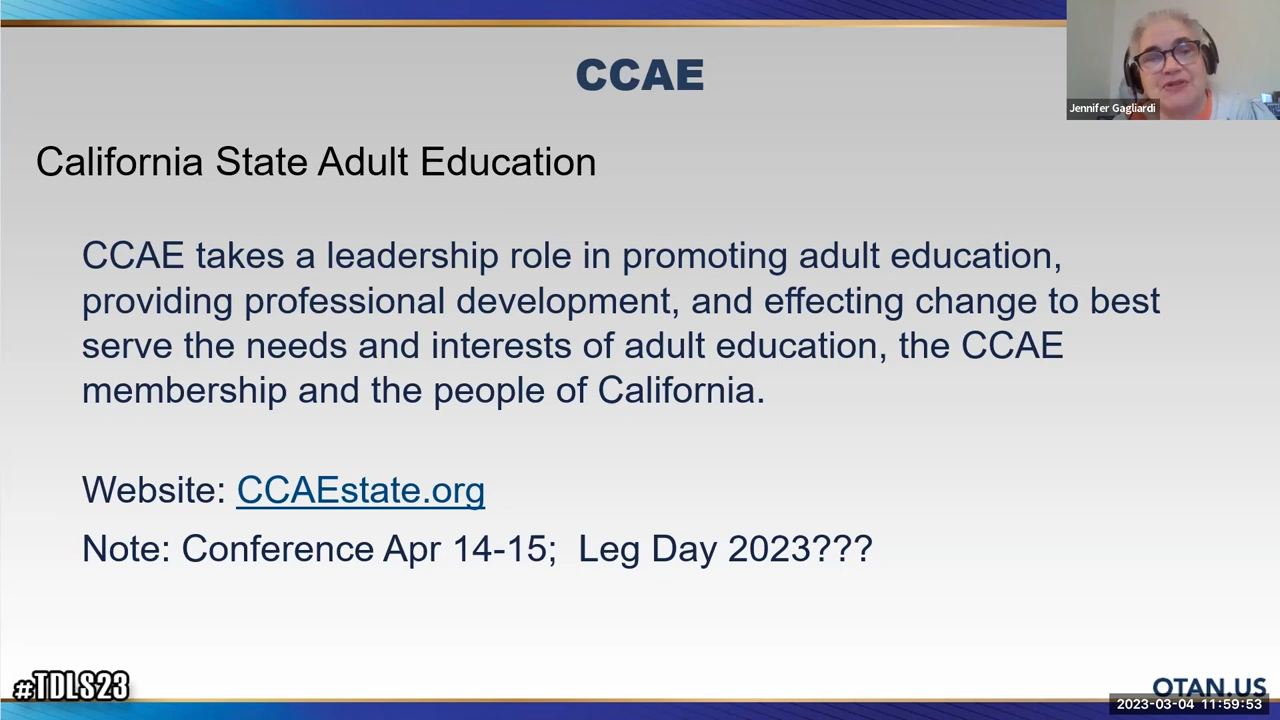 CCAE
Jennifer Gagliardi
California State Adult Education
CCAE takes a leadership role in promoting adult education,
providing professional development, and effecting change to best
serve the needs and interests of adult education, the CCAE
membership and the people of California.
Website: CCAEstate.org
Note: Conference Apr 14-15;  Leg Day 2023???
#TDLS23
OTAN.US
2023-03-04 11:59:53